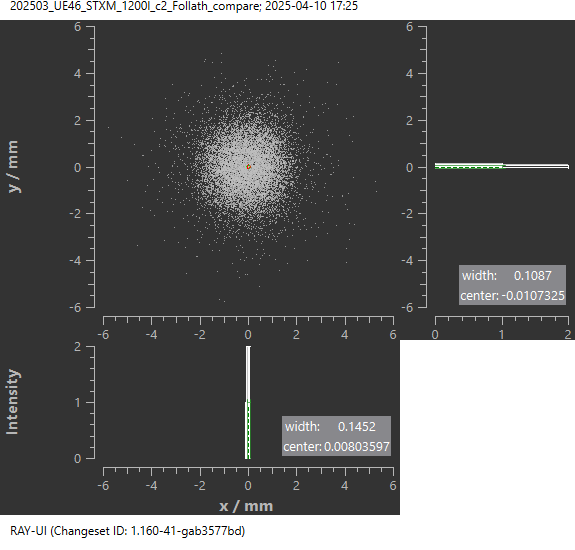 202503_UE46_STXM_1200l_c2_Follath_compare; 2025-04-10 17:25
6
4
2
0
-2
-4
-6
y / mm
-6 -4 -2 0 2 4 6
6
4
2
0
-2
-4
-6
width: 0.1087
center: -0.0107325
0 1 2
2
1
0
Intensity
width: 0.1452
center: 0.00803597
-6 -4 -2 0 2 4 6
x / mm
RAY-UI (Changeset ID: 1.160-41-gab3577bd)